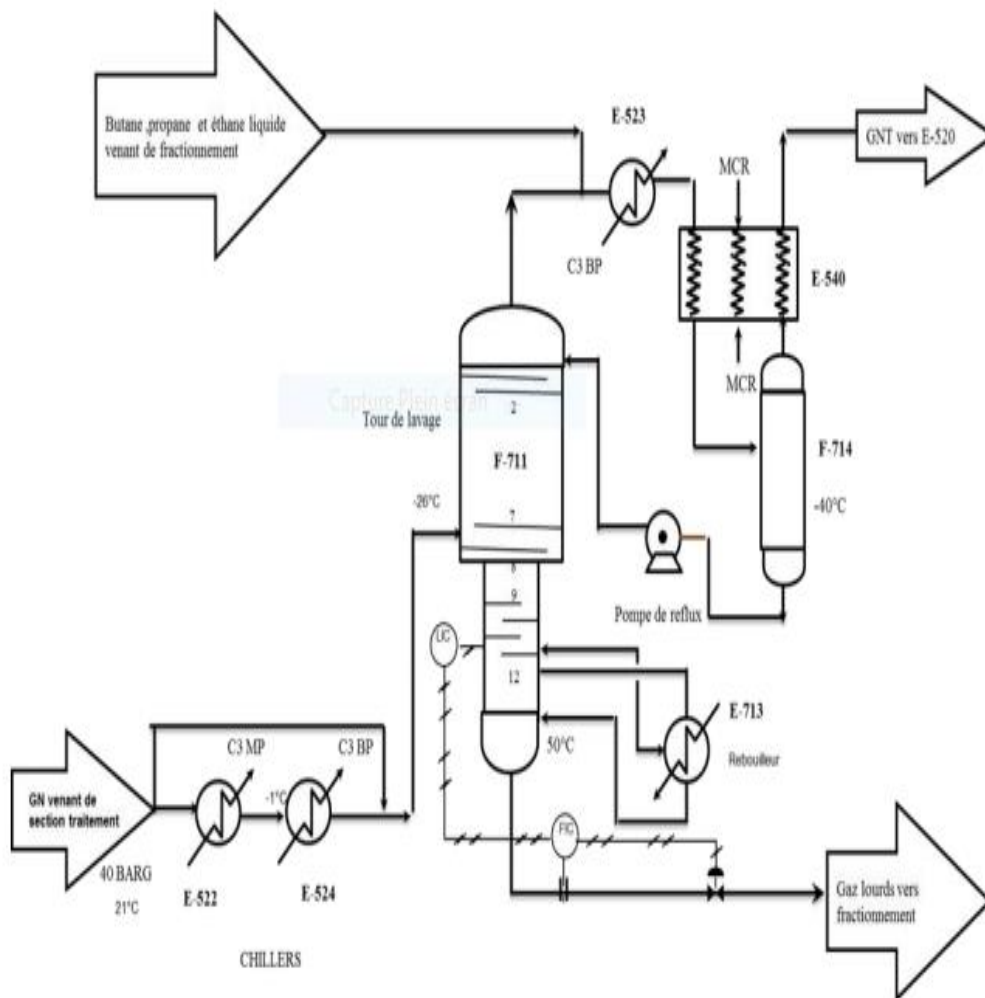 Butane ,propane et éthane liquide
venant de fractionnement
E-523
GNT vers E-520
MCR
C3 BP
E-540
MCR
Capture Plein écran
2
Tour de lavage
F-711
F-714
-26°C
-40°C
7
8
9
Pompe de reflux
LIC
12
E-713
50°C
Rebouilleur
C3 MP
C3 BP
GN venant de
section traitement
-1°C
FIC
40 BARG
21°C
E-522
E-524
Gaz lourds vers
fractionnement
CHILLERS